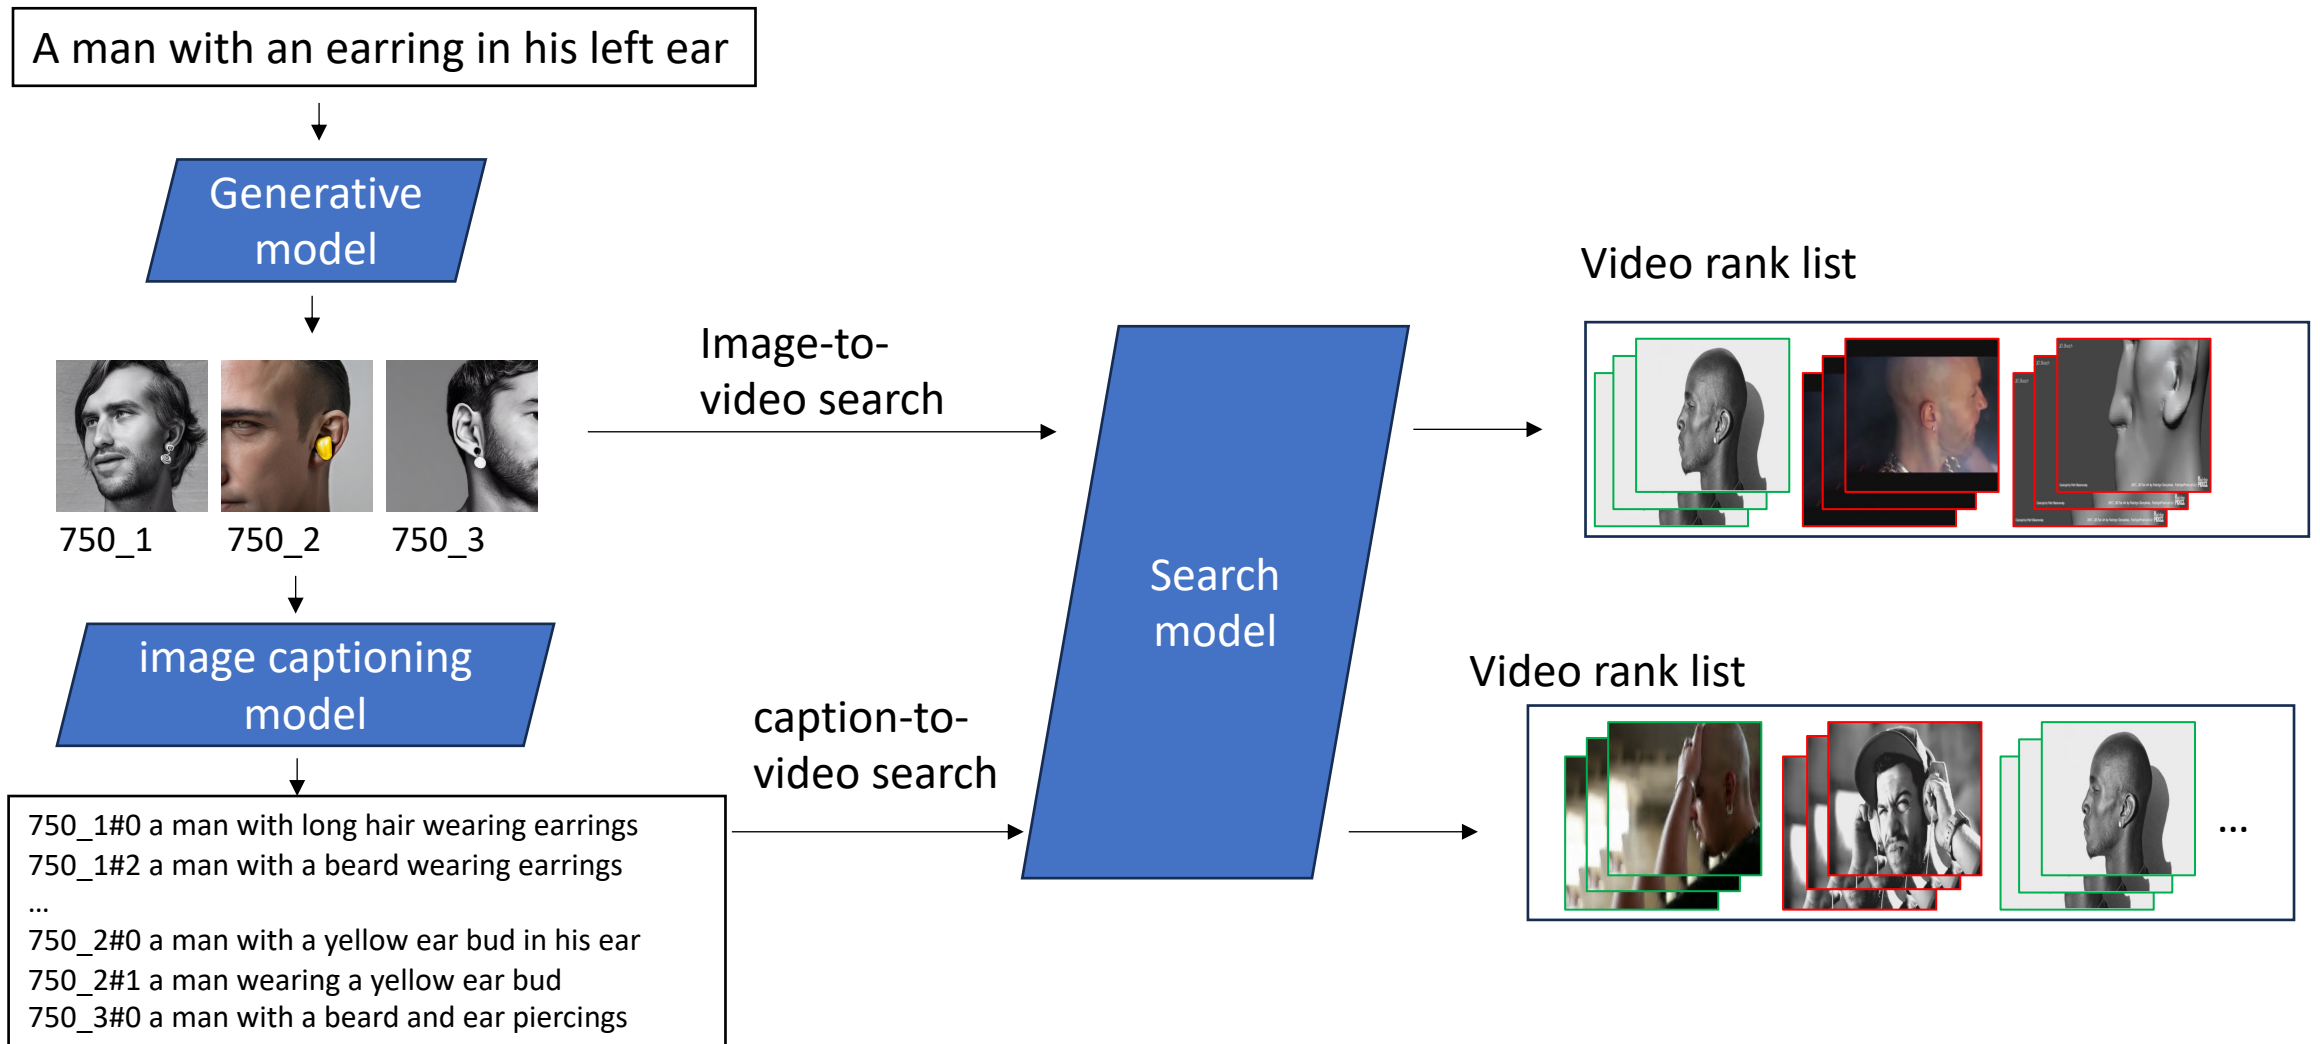 A man with an earring in his left ear
Generative
model
750_1
750_2
750_3
image captioning
model
750_1#0 a man with long hair wearing earrings
750_1#2 a man with a beard wearing earrings
...
750_2#0 a man with a yellow ear bud in his ear
750_2#1 a man wearing a yellow ear bud
750_3#0 a man with a beard and ear piercings
Image-to-
video search
caption-to-
video search
Search
model
Video rank list
Video rank list
...